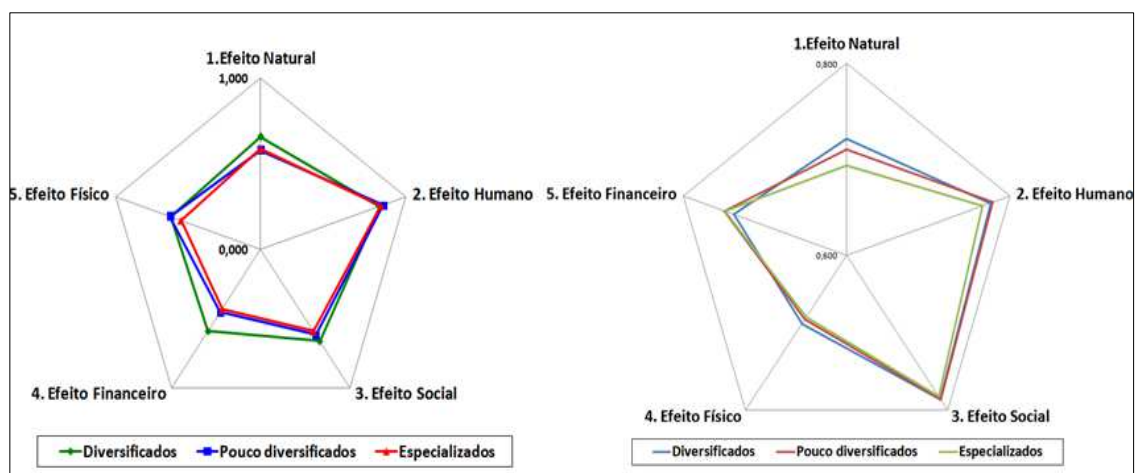 1.Efeito Natural
1,000
2. Efeito Humano
5. Efeito Físico
0,000
4. Efeito Financeiro
3. Efeito Social
Diversificados Pouco diversificados Especializados
1.Efeito Natural
0,800
5. Efeito Financeiro
2. Efeito Humano
0,600
4. Efeito Físico
3. Efeito Social
Diversificados Pouco diversificados Especializados